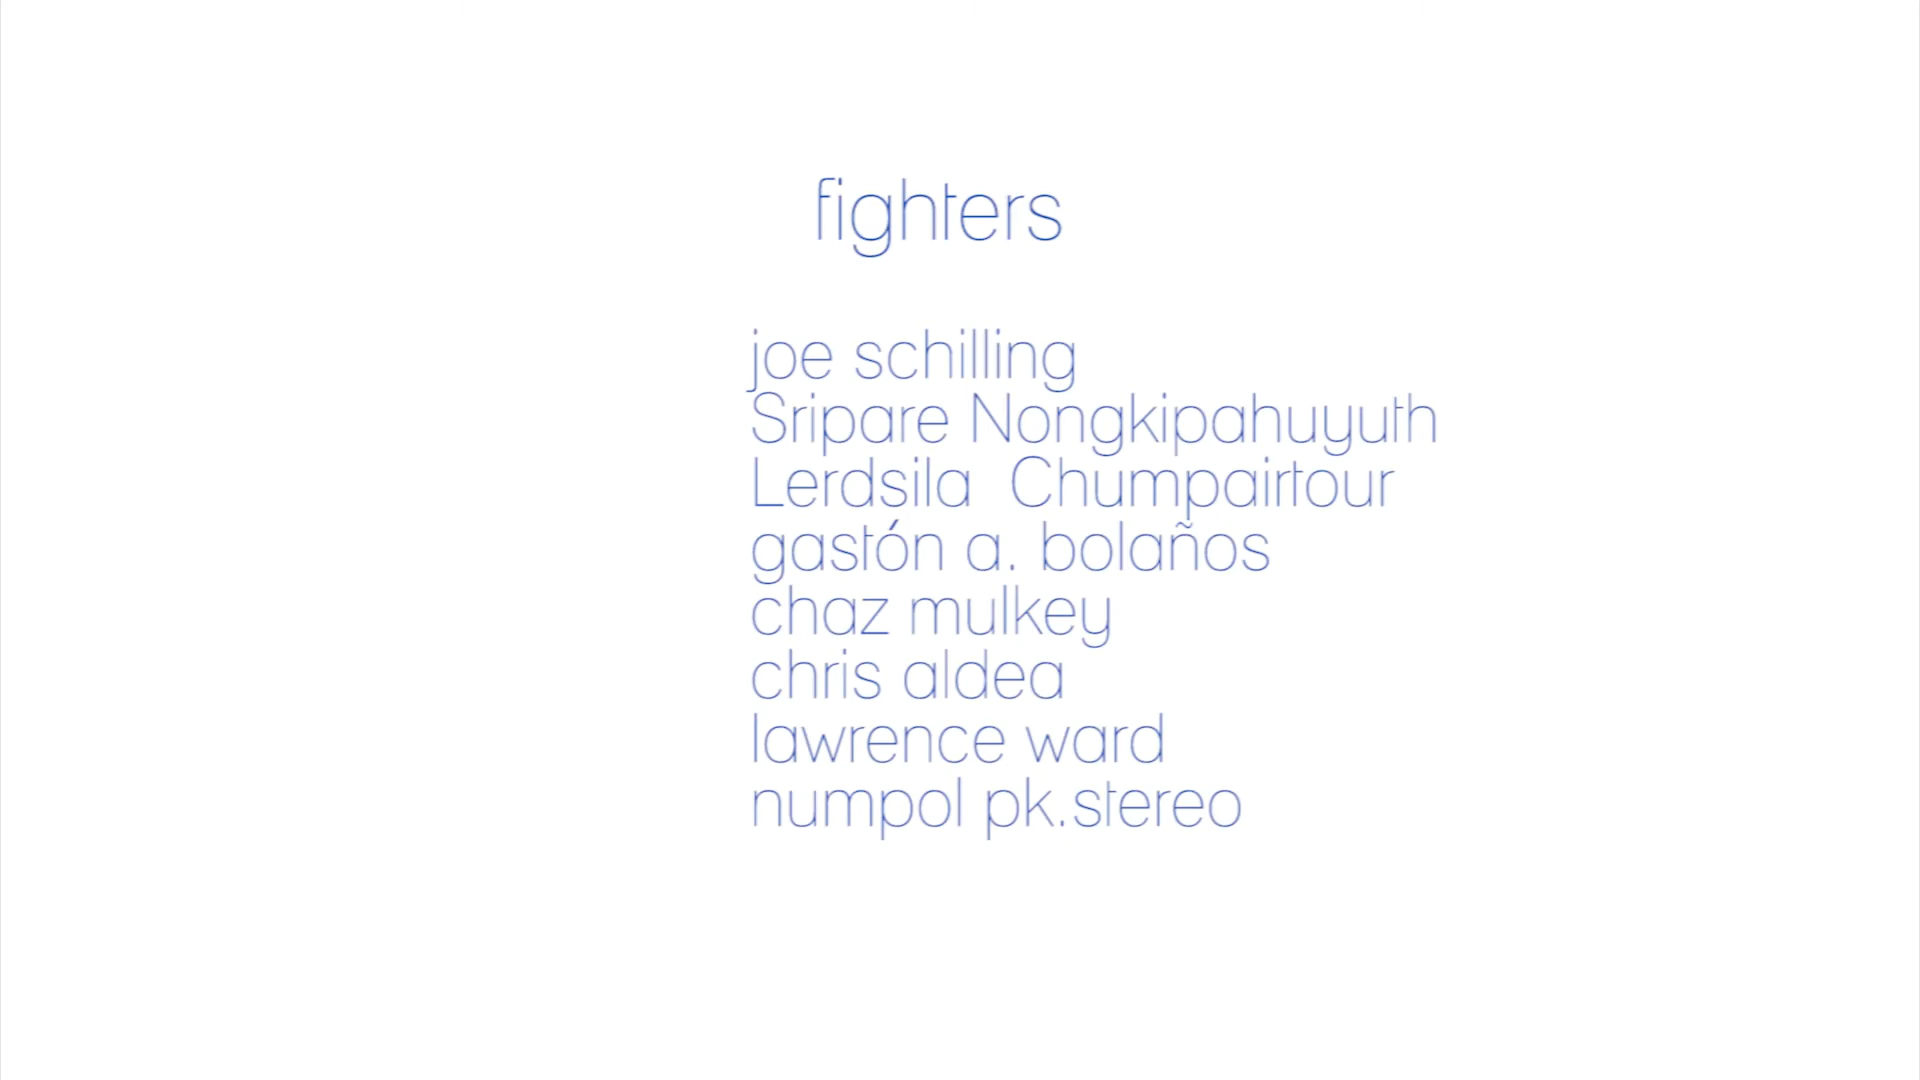 fighters
joe schilling
Sripare Nongkipahuyuth
Lerdsila Chumpairtour
gastón a. bolaños
chaz mulkey
chris aldea
lawrence ward
numpol pk.stereo